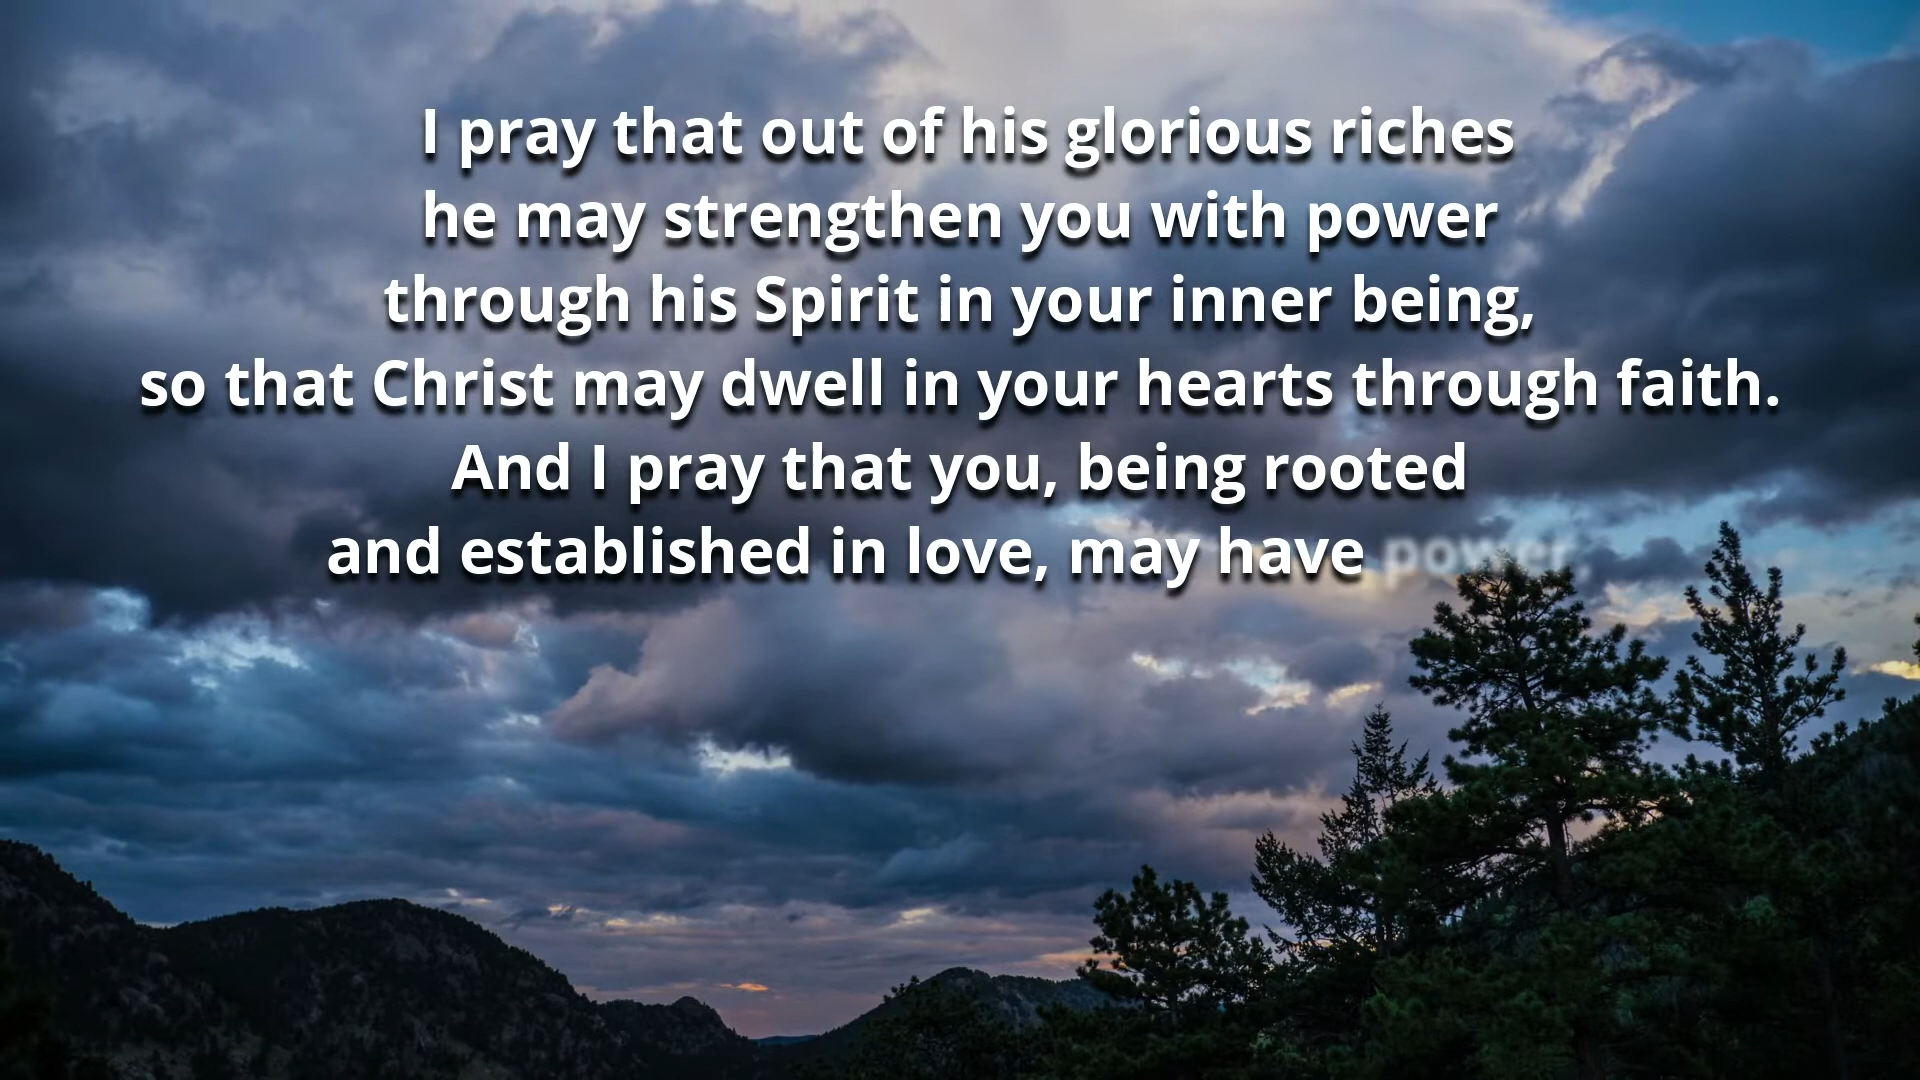 I pray that out of his glorious riches
he may strengthen you with power
through his Spirit in your inner being,
so that Christ may dwell in your hearts through faith.
And I pray that you, being rooted
and established in love, may have power,